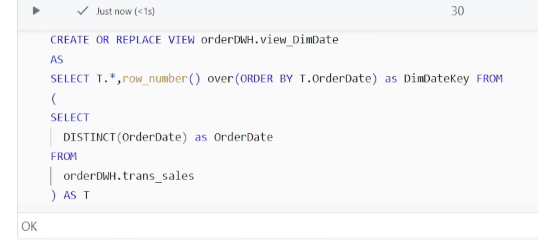 Just now (<1s)
30
CREATE OR REPLACE VIEW orderDWH.view_DimDate
AS
SELECT T.*,row_number() over(ORDER BY T.OrderDate) as DimDateKey FROM
(
SELECT
DISTINCT(OrderDate) as OrderDate
FROM
orderDWH.trans_sales
) AS T
OK